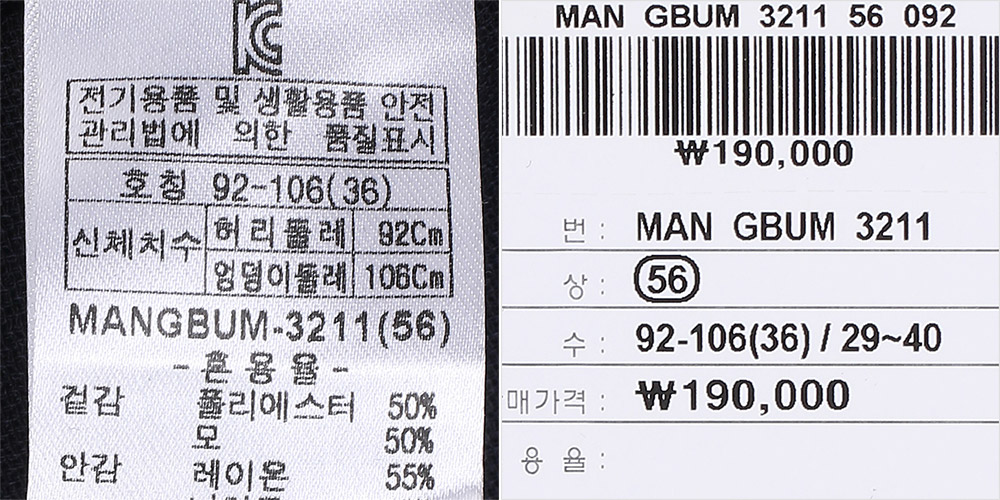 KC
전기용품 및 생활용품 안전
관리법에 의한 품질표시
호칭 92-106(36)
신체치수 허리둘레 92Cm
엉덩이둘레 106Cm
MANGBUM-3211(56)
-혼용율-
겉감 폴리에스터 50%
모 50%
안감 레이온 55%
MAN GBUM 3211 56 092
₩190,000
번 : MAN GBUM 3211
상 : 56
수 : 92-106(36) / 29~40
매가격 : ₩190,000
용 율 :